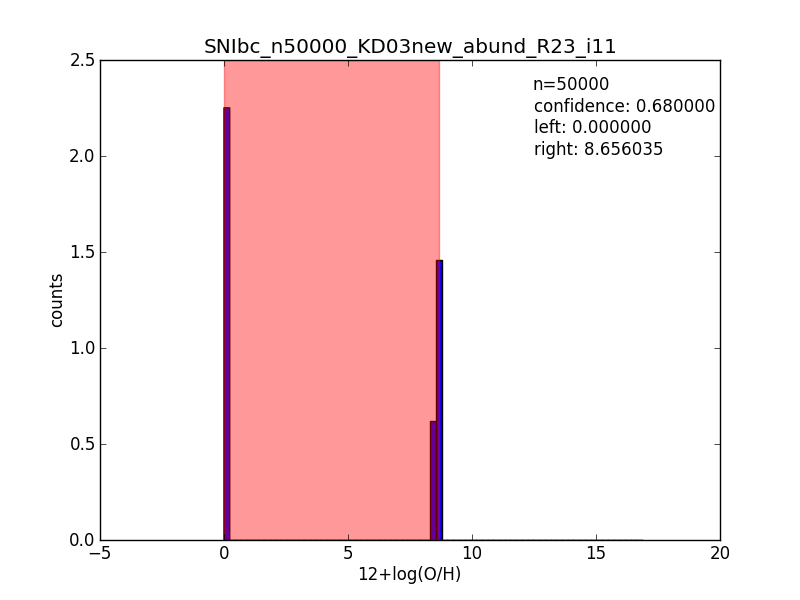 SNIbc_n50000_KD03new_abund_R23_i11
n=50000
confidence: 0.680000
left: 0.000000
right: 8.656035
2.5
2.0
1.5
1.0
0.5
0.0
counts
−5
0
5
10
15
20
12+log(O/H)